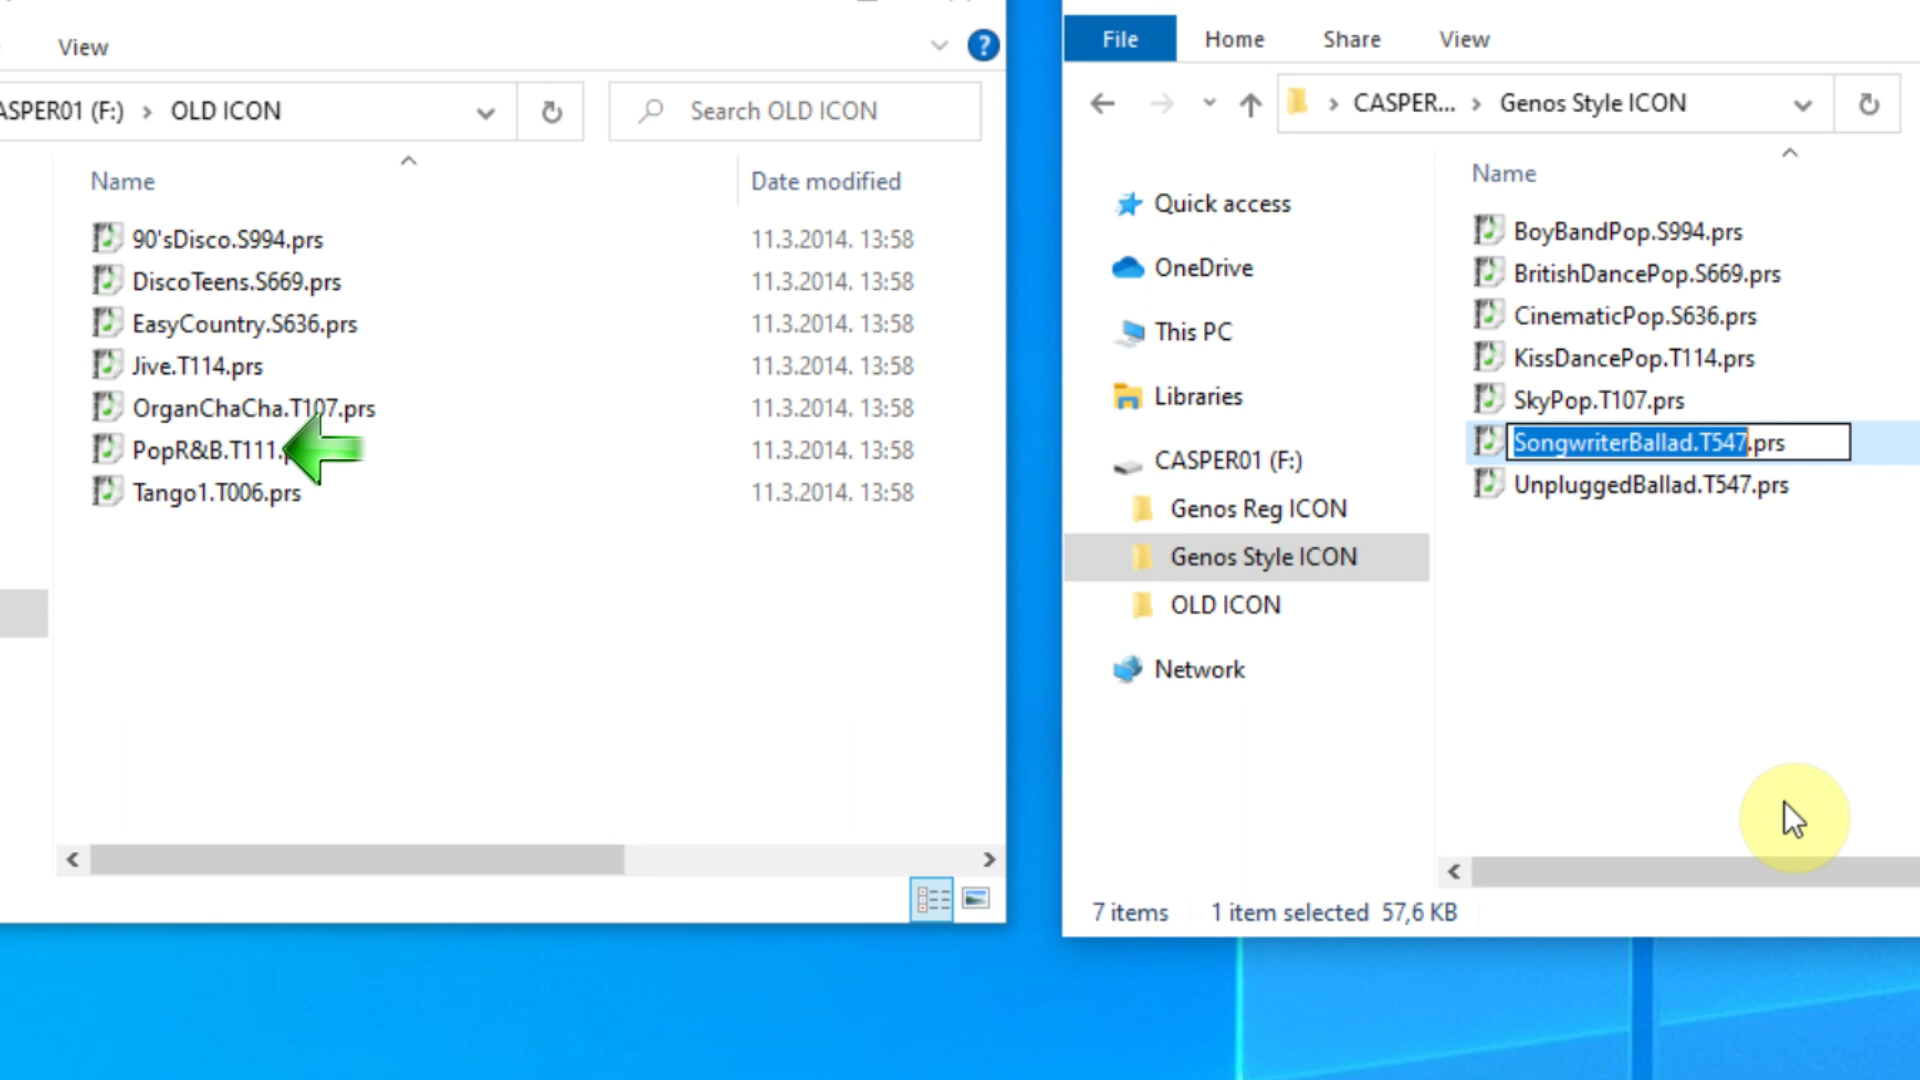 View
?
ASPER01 (F:) > OLD ICON
Search OLD ICON
Name
Date modified
90'sDisco.S994.prs 11.3.2014. 13:58
DiscoTeens.S669.prs 11.3.2014. 13:58
EasyCountry.S636.prs 11.3.2014. 13:58
Jive.T114.prs 11.3.2014. 13:58
OrganChaCha.T107.prs 11.3.2014. 13:58
PopR&B.T111. 11.3.2014. 13:58
Tango1.T006.prs 11.3.2014. 13:58
File Home Share View
> CASPER... > Genos Style ICON
Quick access
OneDrive
This PC
Libraries
CASPER01 (F:)
Genos Reg ICON
Genos Style ICON
OLD ICON
Network
Name
BoyBandPop.S994.prs
BritishDancePop.S669.prs
CinematicPop.S636.prs
KissDancePop.T114.prs
SkyPop.T107.prs
SongwriterBallad.T547.prs
UnpluggedBallad.T547.prs
7 items 1 item selected 57,6 KB